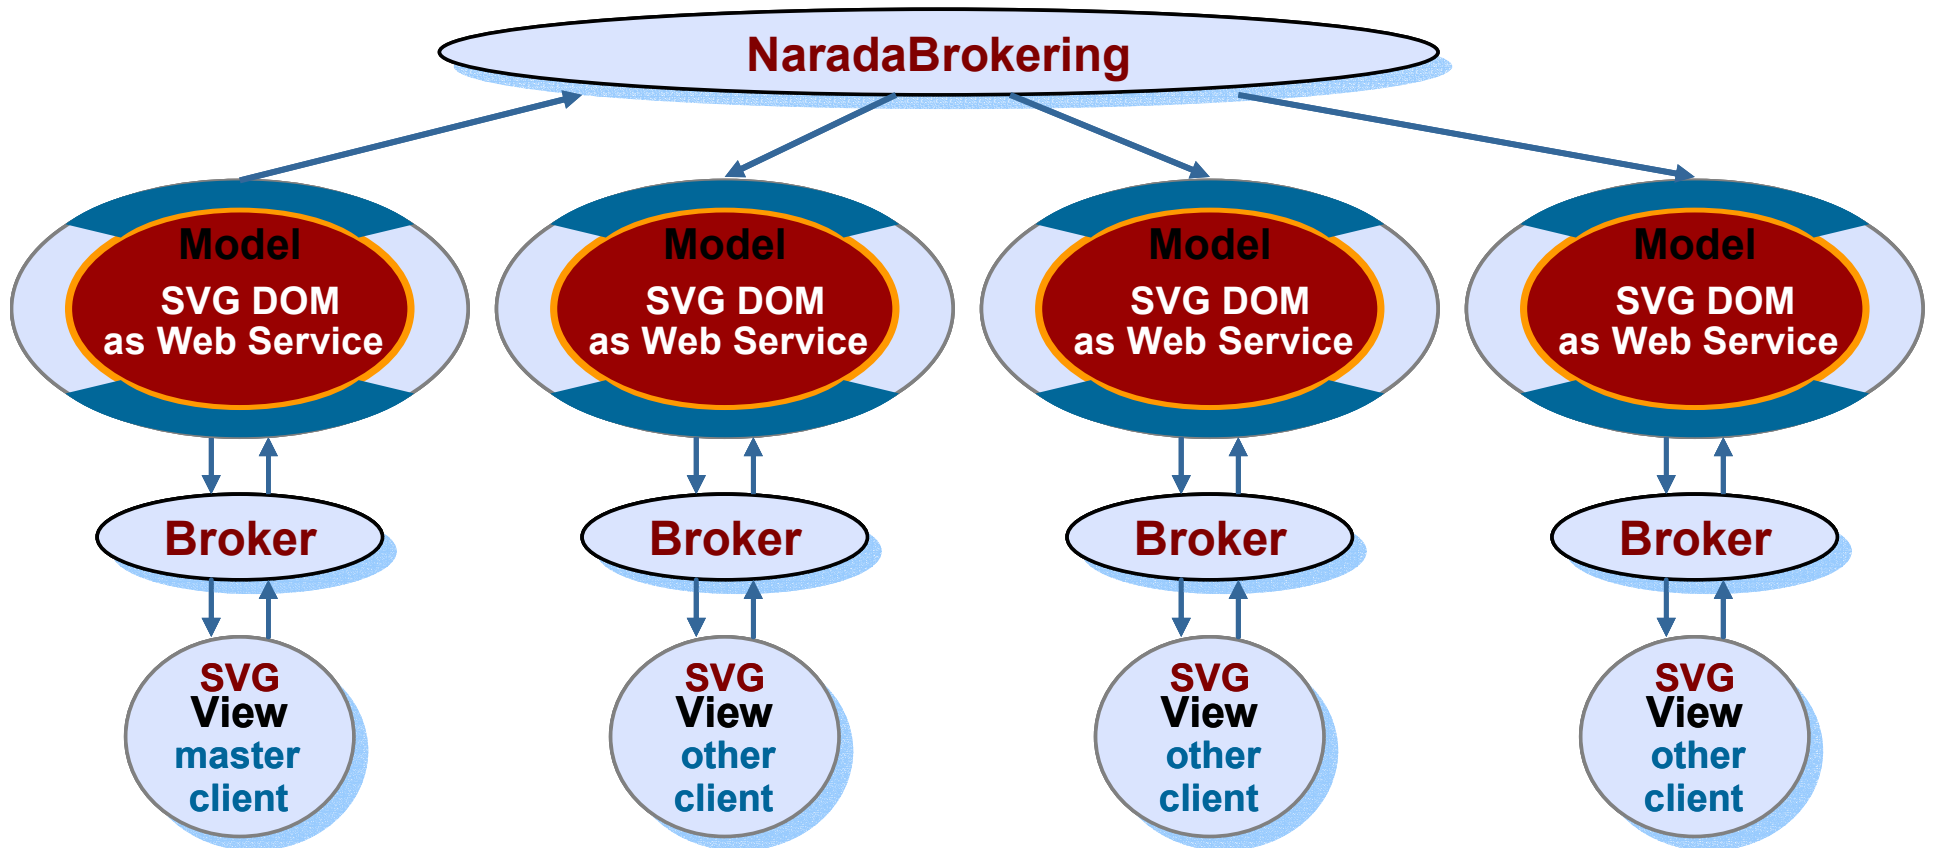 NaradaBrokering
Model
SVG DOM
as Web Service
Model
SVG DOM
as Web Service
Model
SVG DOM
as Web Service
Model
SVG DOM
as Web Service
Broker
Broker
Broker
Broker
SVG
View
master
client
SVG
View
other
client
SVG
View
other
client
SVG
View
other
client